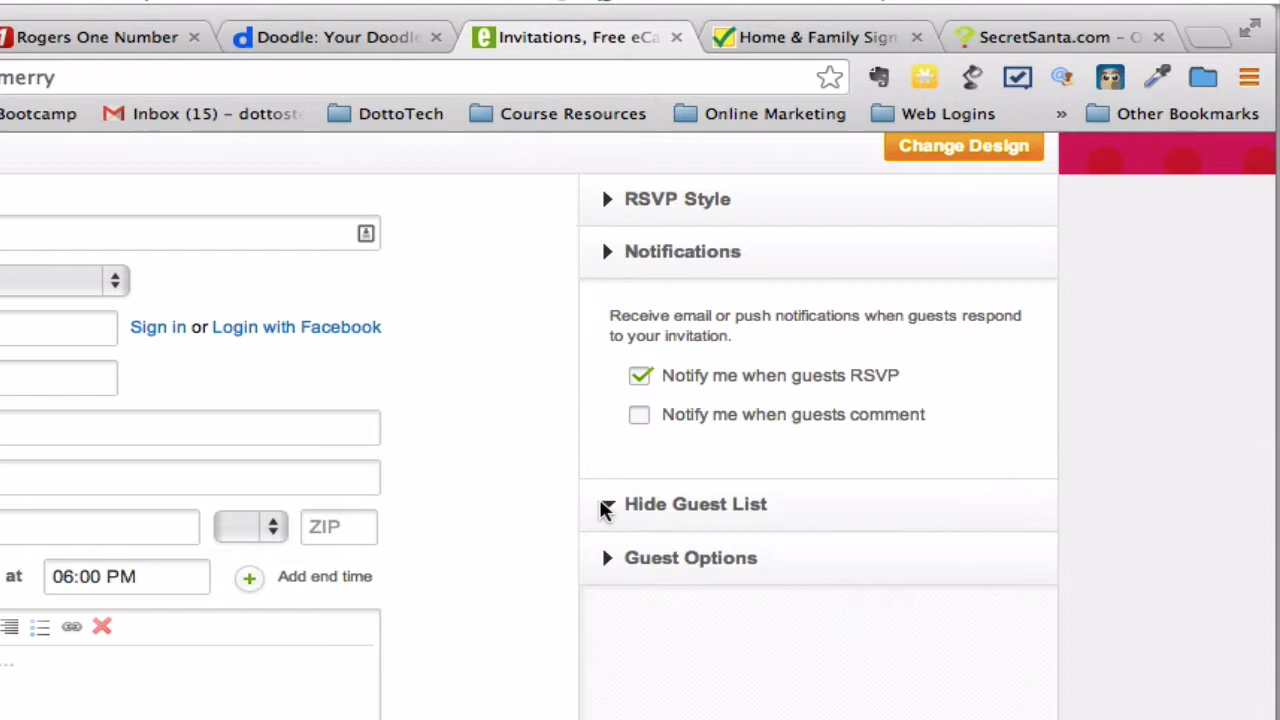 Rogers One Number
Doodle: Your Doodle
Invitations, Free eCa
Home & Family Sign
SecretSanta.com – O
merry
Bootcamp
Inbox (15) – dottost
DottoTech
Course Resources
Online Marketing
Web Logins
»
Other Bookmarks
Change Design
RSVP Style
Notifications
Receive email or push notifications when guests respond
to your invitation.
Notify me when guests RSVP
Notify me when guests comment
Hide Guest List
Guest Options
Sign in or Login with Facebook
ZIP
at 06:00 PM Add end time